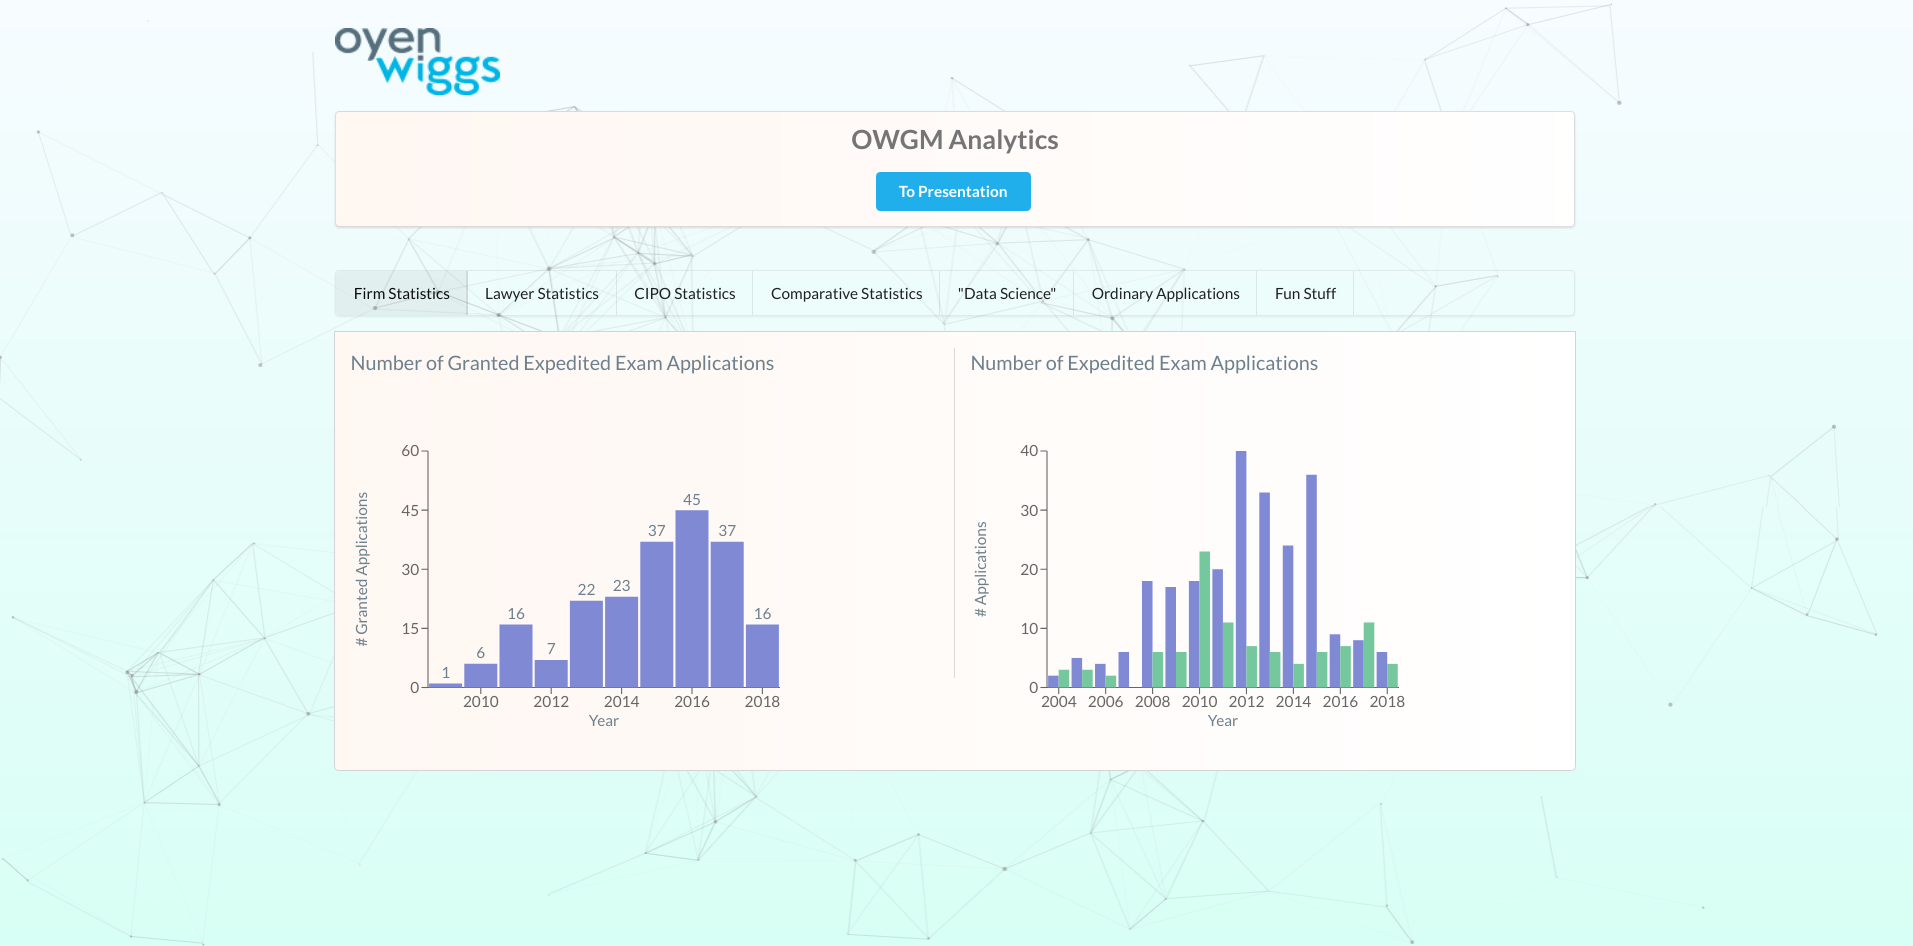 oyen
wiggs
OWGM Analytics
To Presentation
Firm Statistics Lawyer Statistics CIPO Statistics Comparative Statistics "Data Science" Ordinary Applications Fun Stuff
Number of Granted Expedited Exam Applications
# Granted Applications
60
45
30
15
0
1
6
16
7
22
23
37
45
37
16
2010 2012 2014 2016 2018
Year
Number of Expedited Exam Applications
# Applications
40
30
20
10
0
2004 2006 2008 2010 2012 2014 2016 2018
Year